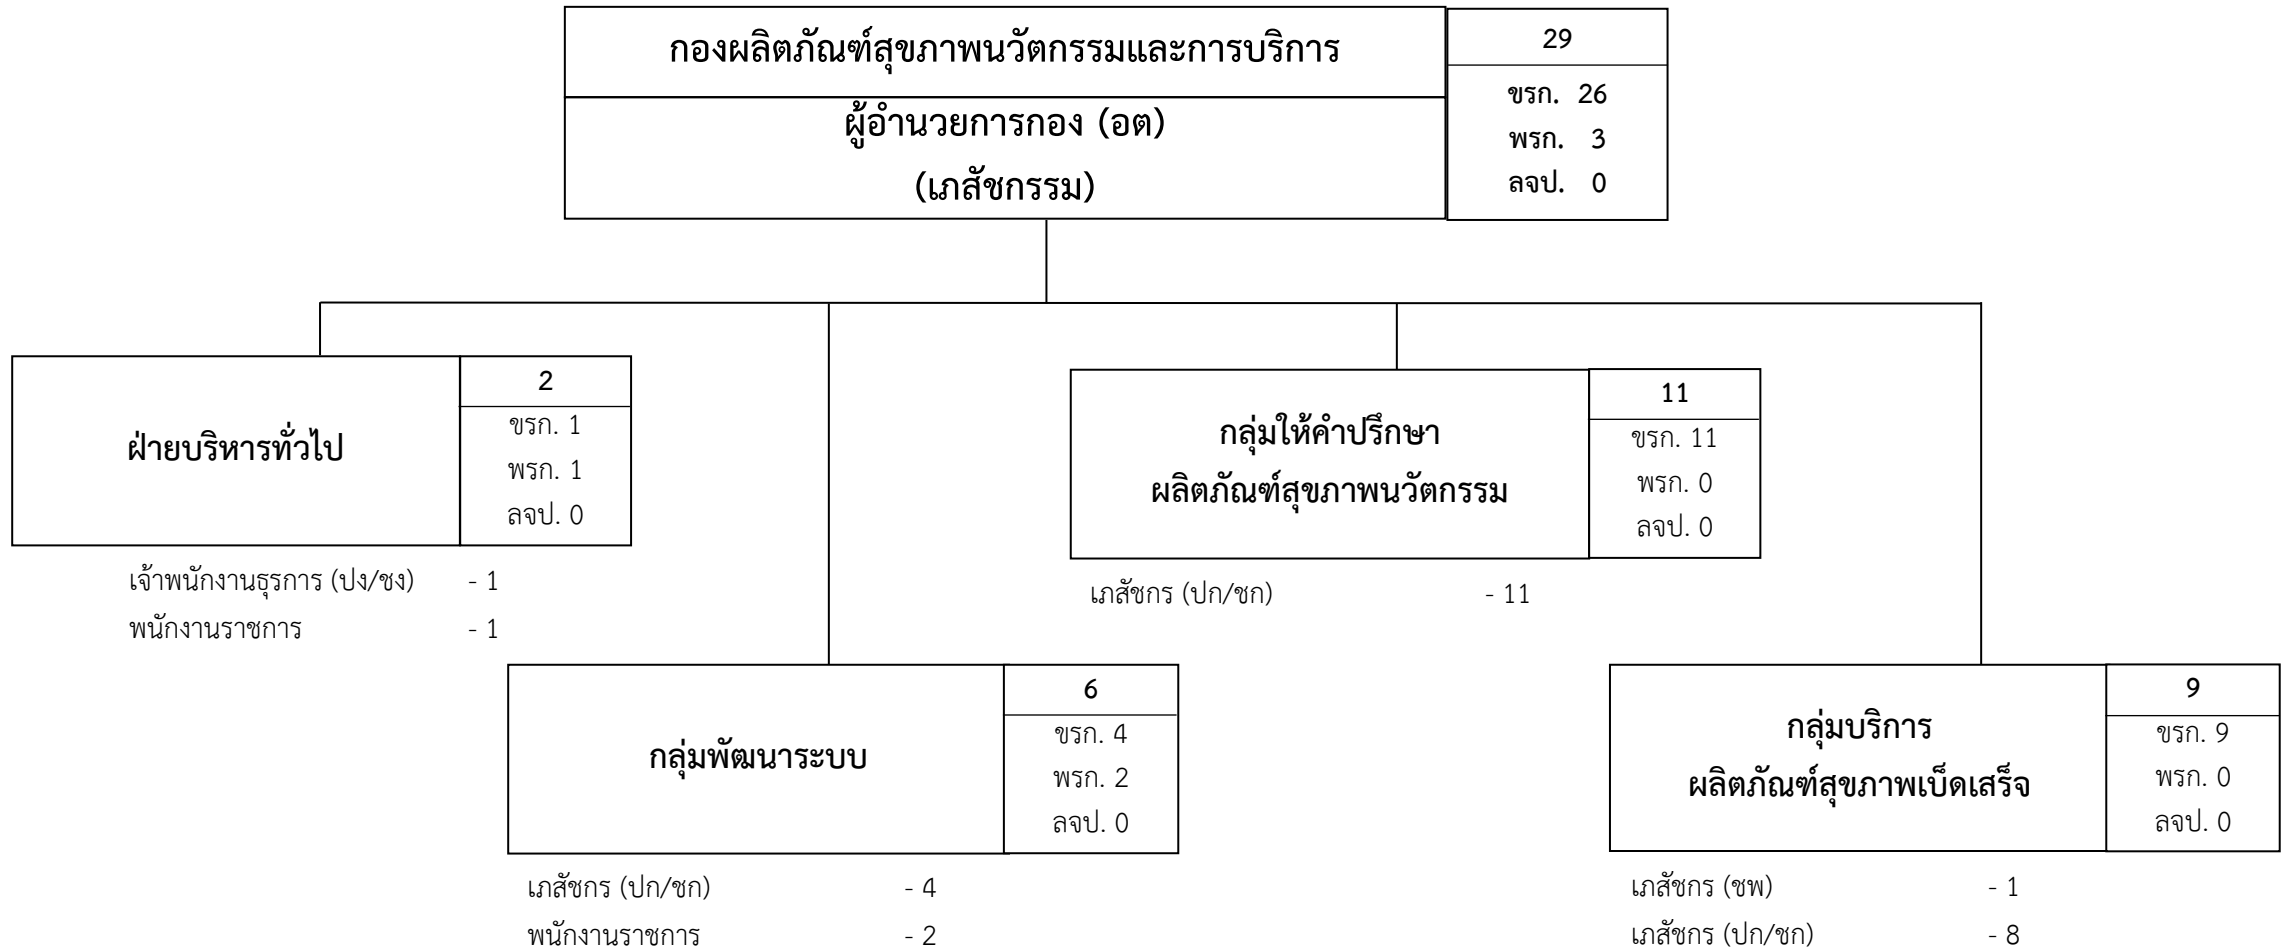 กองผลิตภัณฑ์สุขภาพนวัตกรรมและการบริการ
ผู้อำนวยการกอง (อต)
(เภสัชกรรม)
29
ขรก. 26
พรก. 3
ลจป. 0
ฝ่ายบริหารทั่วไป
2
ขรก. 1
พรก. 1
ลจป. 0
เจ้าพนักงานธุรการ (ปง/ชง) - 1
พนักงานราชการ - 1
กลุ่มพัฒนาระบบ
6
ขรก. 4
พรก. 2
ลจป. 0
เภสัชกร (ปก/ชก) - 4
พนักงานราชการ - 2
กลุ่มให้คำปรึกษา
ผลิตภัณฑ์สุขภาพนวัตกรรม
11
ขรก. 11
พรก. 0
ลจป. 0
เภสัชกร (ปก/ชก) - 11
กลุ่มบริการ
ผลิตภัณฑ์สุขภาพเบ็ดเสร็จ
9
ขรก. 9
พรก. 0
ลจป. 0
เภสัชกร (ชพ) - 1
เภสัชกร (ปก/ชก) - 8